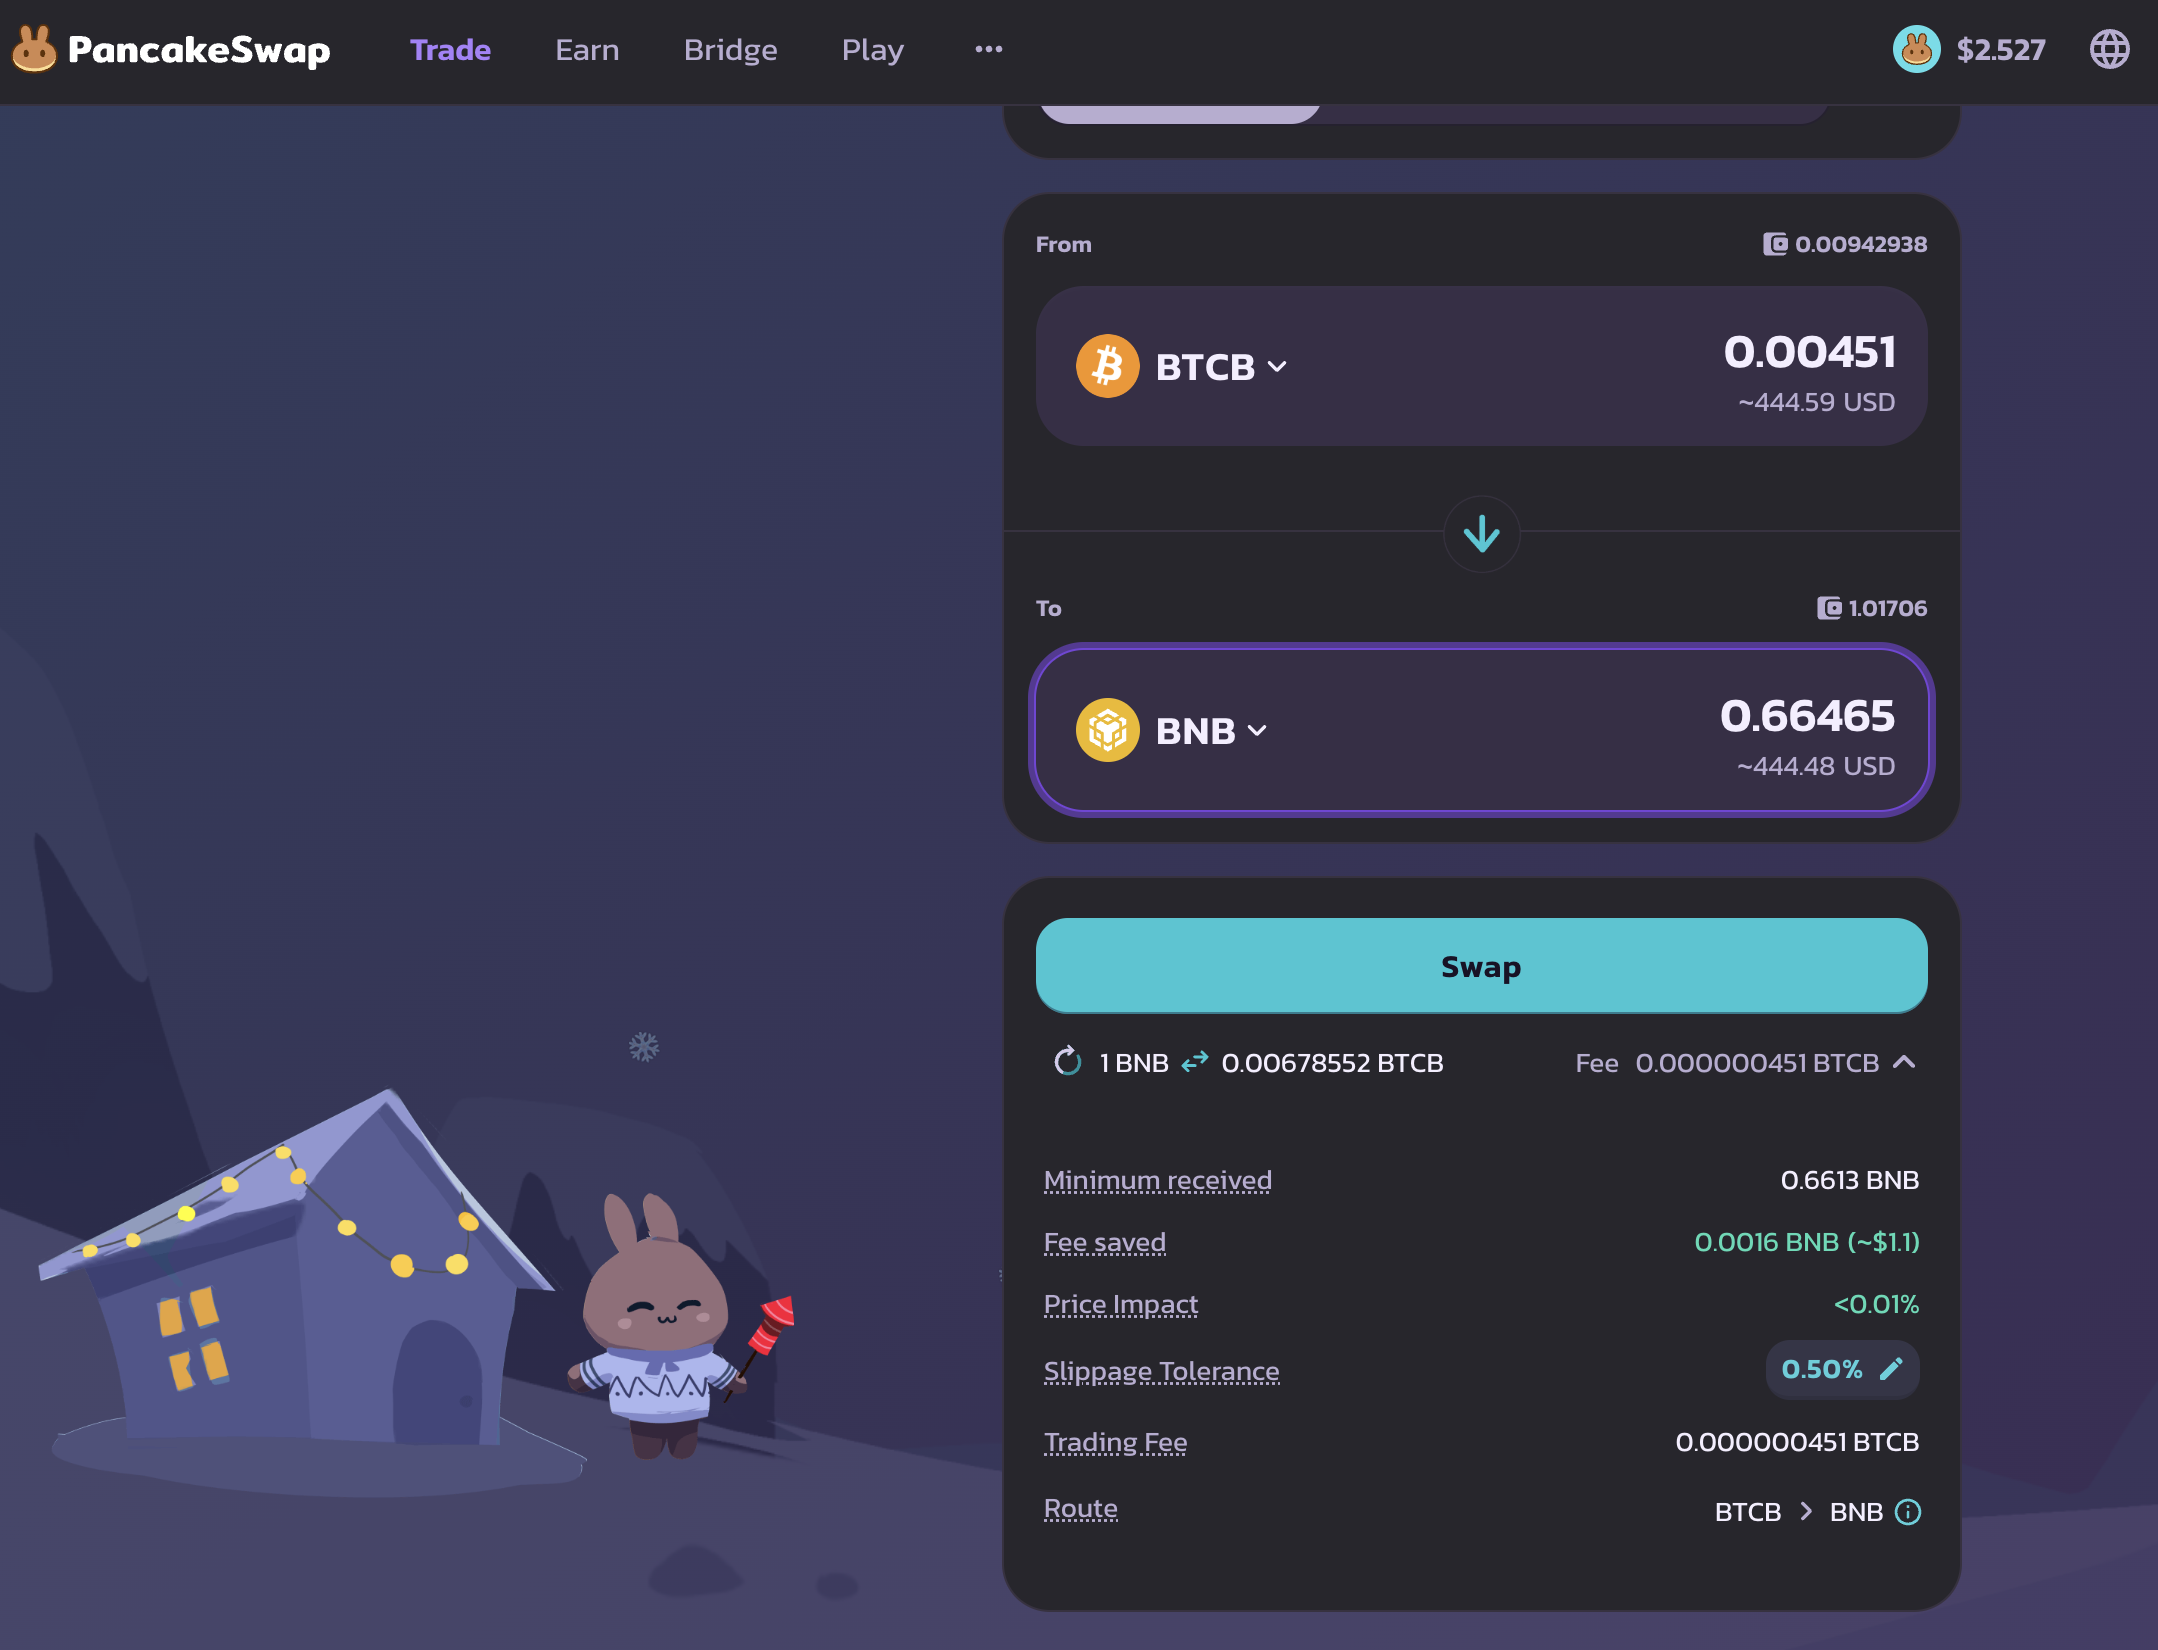 PancakeSwap Trade Earn Bridge Play ••• $2.527
From 0.00942938
BTCB 0.00451
~444.59 USD
To 1.01706
BNB 0.66465
~444.48 USD
Swap
1 BNB 0.00678552 BTCB Fee 0.000000451 BTCB
Minimum received 0.6613 BNB
Fee saved 0.0016 BNB (~$1.1)
Price Impact <0.01%
Slippage Tolerance 0.50%
Trading Fee 0.000000451 BTCB
Route BTCB > BNB